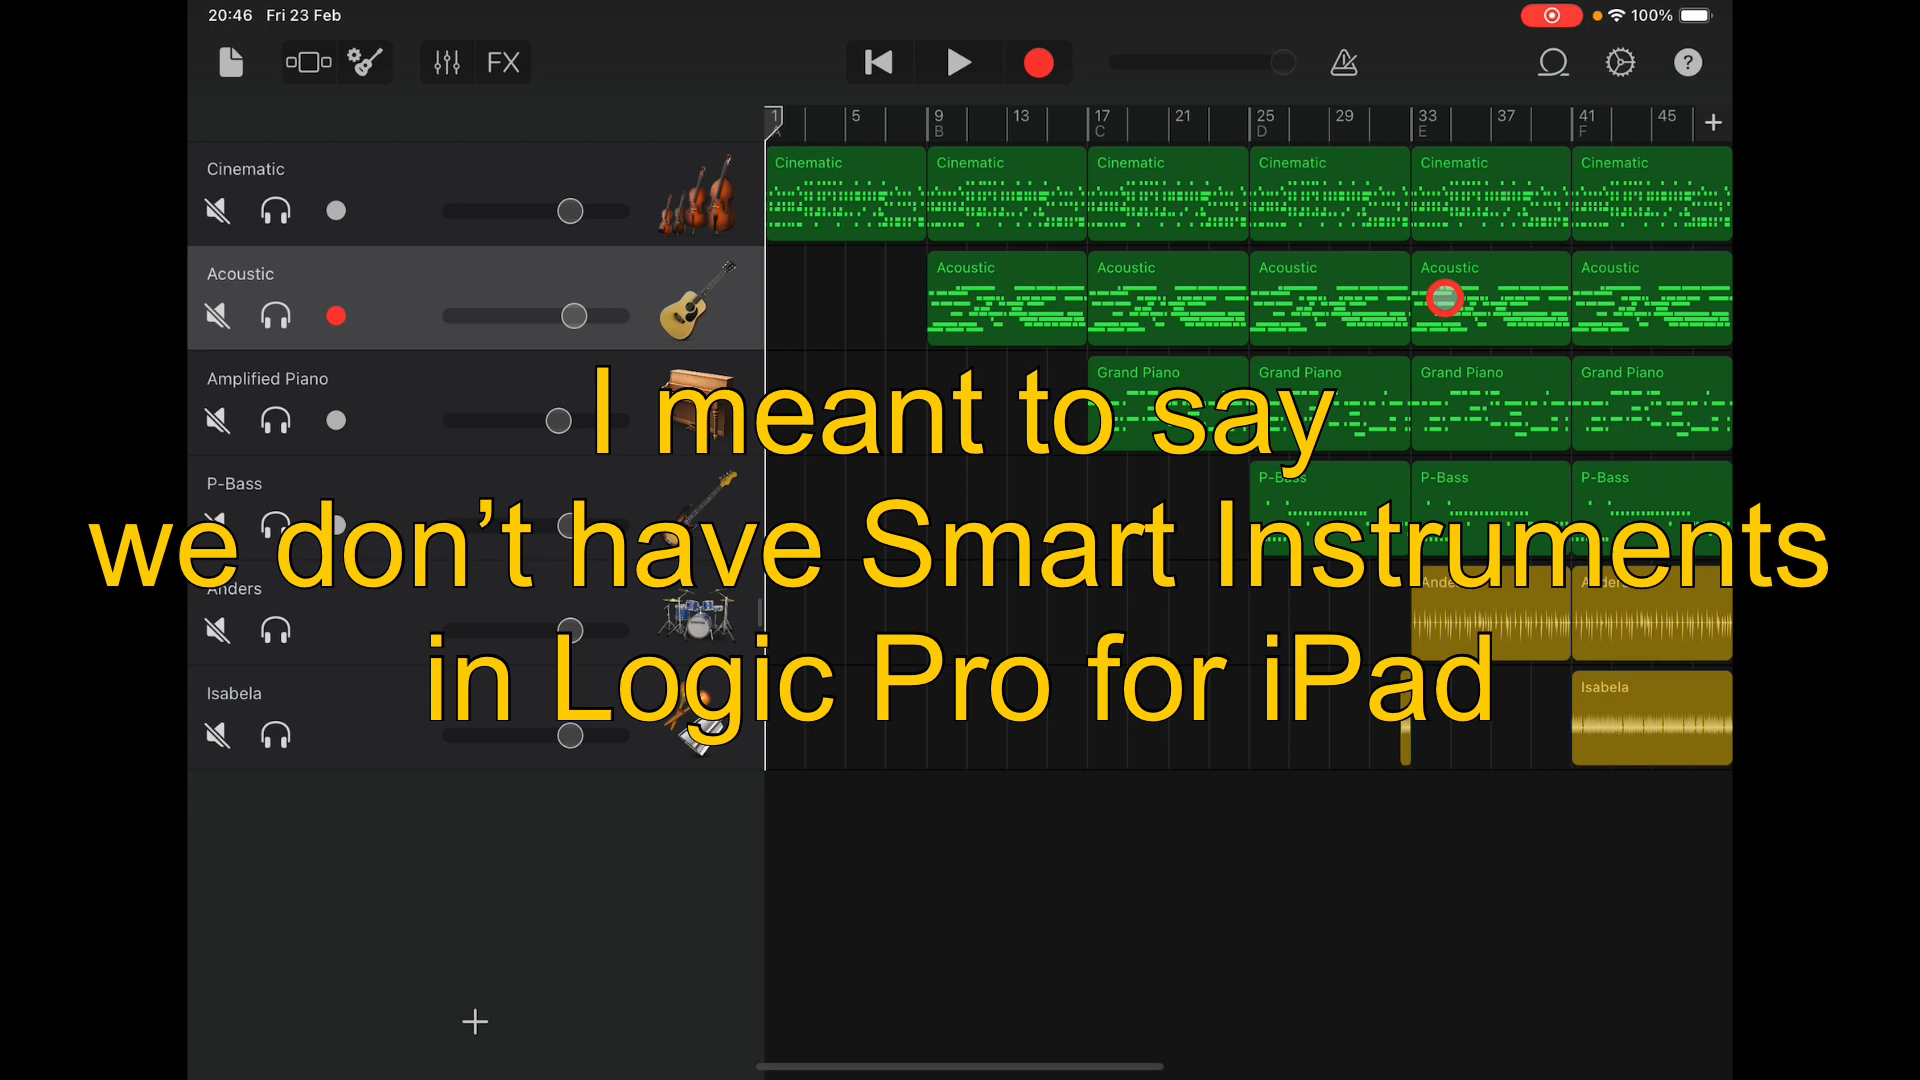 20:46 Fri 23 Feb 100%
FX ?
1 5 9 13 17 21 25 29 33 37 41 45 +
A B C D E F
Cinematic
Cinematic Cinematic Cinematic Cinematic Cinematic Cinematic
Acoustic
Acoustic Acoustic Acoustic Acoustic Acoustic
Amplified Piano
Grand Piano Grand Piano Grand Piano Grand Piano
I meant to say
P-Bass
P-Bass P-Bass P-Bass
we don’t have Smart Instruments
Anders
Anders Anders
in Logic Pro for iPad
Isabela
Isabela